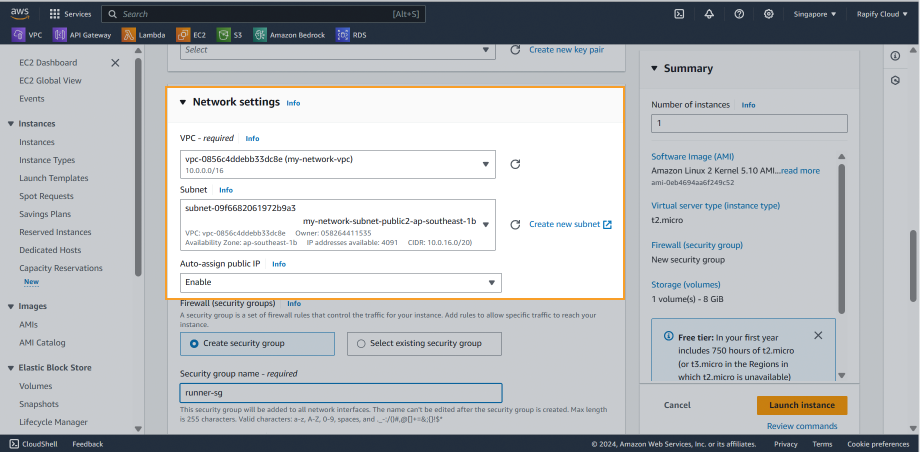 aws
Services
Search
[Alt+S]
Singapore
Rapify Cloud
VPC
API Gateway
Lambda
EC2
S3
Amazon Bedrock
RDS
EC2 Dashboard
EC2 Global View
Events
Instances
Instances
Instance Types
Launch Templates
Spot Requests
Savings Plans
Reserved Instances
Dedicated Hosts
Capacity Reservations
New
Images
AMIs
AMI Catalog
Elastic Block Store
Volumes
Snapshots
Lifecycle Manager
Select
Create new key pair
Network settings Info
VPC - required Info
vpc-0856c4ddebb33dc8e (my-network-vpc)
10.0.0.0/16
Subnet Info
subnet-09f6682061972b9a3
my-network-subnet-public2-ap-southeast-1b
VPC: vpc-0856c4ddebb33dc8e Owner: 058264411535
Availability Zone: ap-southeast-1b IP addresses available: 4091 CIDR: 10.0.16.0/20)
Create new subnet
Auto-assign public IP Info
Enable
Firewall (security groups) Info
A security group is a set of firewall rules that control the traffic for your instance. Add rules to allow specific traffic to reach your
instance.
Create security group
Select existing security group
Security group name - required
runner-sg
This security group will be added to all network interfaces. The name can't be edited after the security group is created. Max length
is 255 characters. Valid characters: a-z, A-Z, 0-9, spaces, and ._-:/()#,@[]+=&;{}!$*
Summary
Number of instances Info
1
Software Image (AMI)
Amazon Linux 2 Kernel 5.10 AMI...read more
ami-0eb4694aa6f249c52
Virtual server type (instance type)
t2.micro
Firewall (security group)
New security group
Storage (volumes)
1 volume(s) - 8 GiB
Free tier: In your first year
includes 750 hours of t2.micro
(or t3.micro in the Regions in
which t2.micro is unavailable)
Cancel
Launch instance
Review commands
CloudShell
Feedback
© 2024, Amazon Web Services, Inc. or its affiliates.
Privacy
Terms
Cookie preferences